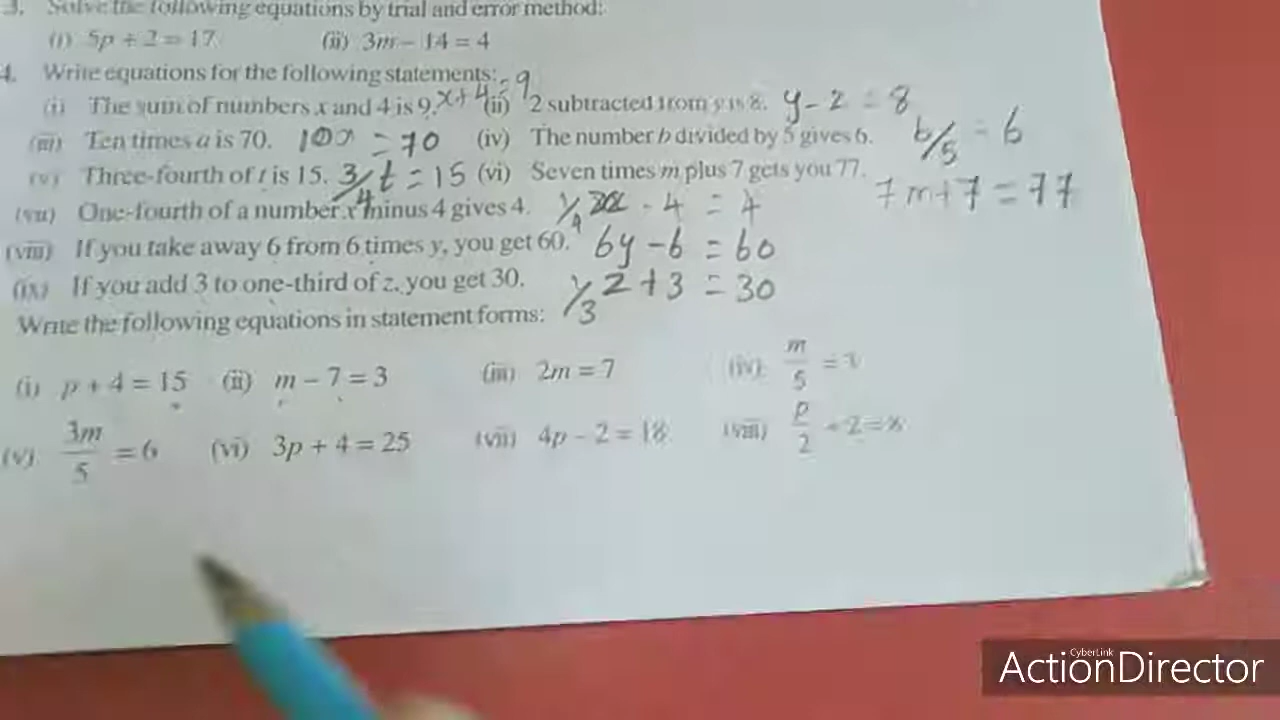 3. Solve the following equations by trial and error method:
(i) 5p + 2 = 17 (ii) 3m – 14 = 4
4. Write equations for the following statements:
(i) The sum of numbers x and 4 is 9. x+4 = 9 (ii) 2 subtracted from y is 8. y - 2 = 8
(iii) Ten times a is 70. = 70 (iv) The number b divided by 5 gives 6. b/5 = 6
(v) Three-fourth of t is 15. 3/4 t = 15 (vi) Seven times m plus 7 gets you 77. 7m+7 = 77
(vii) One-fourth of a number x minus 4 gives 4. 1/4 x - 4 = 4
(viii) If you take away 6 from 6 times y, you get 60. 6y - 6 = 60
(ix) If you add 3 to one-third of z, you get 30. 1/3 z + 3 = 30
Write the following equations in statement forms:
(i) p + 4 = 15 (ii) m – 7 = 3 (iii) 2m = 7 (iv) m/5 =
(v) 3m/5 = 6 (vi) 3p + 4 = 25 (vii) 4p – 2 = 18 (viii) p/2 + 2 = 8
CyberLink
ActionDirector